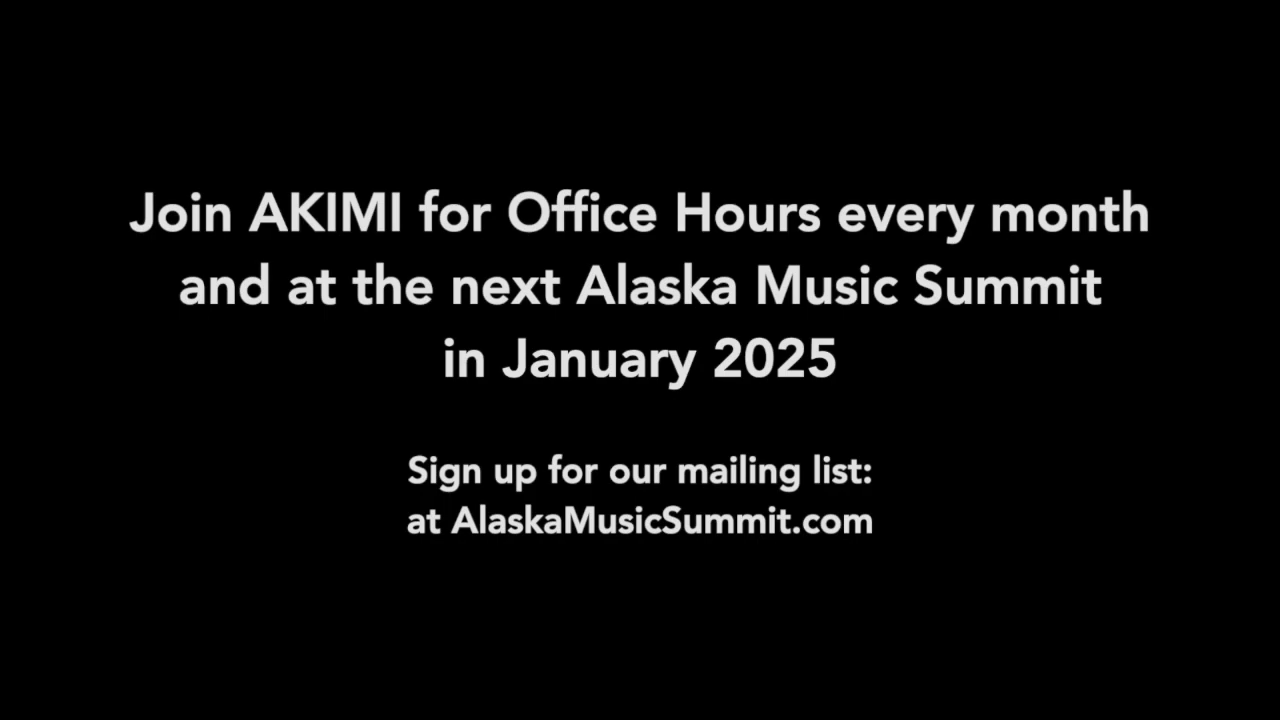 Join AKIMI for Office Hours every month
and at the next Alaska Music Summit
in January 2025
Sign up for our mailing list:
at AlaskaMusicSummit.com